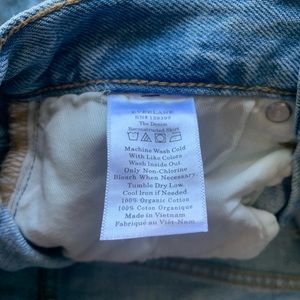 EVERLANE
The Denim
Reconstructed Skirt
Machine Wash Cold
With Like Colors
Wash Inside Out
Only Non-Chlorine
Bleach When Necessary.
Tumble Dry Low.
Cool Iron if Needed.
100% Organic Cotton
100% Coton Organique
Made in Vietnam
Fabriqué au Viêt-Nam